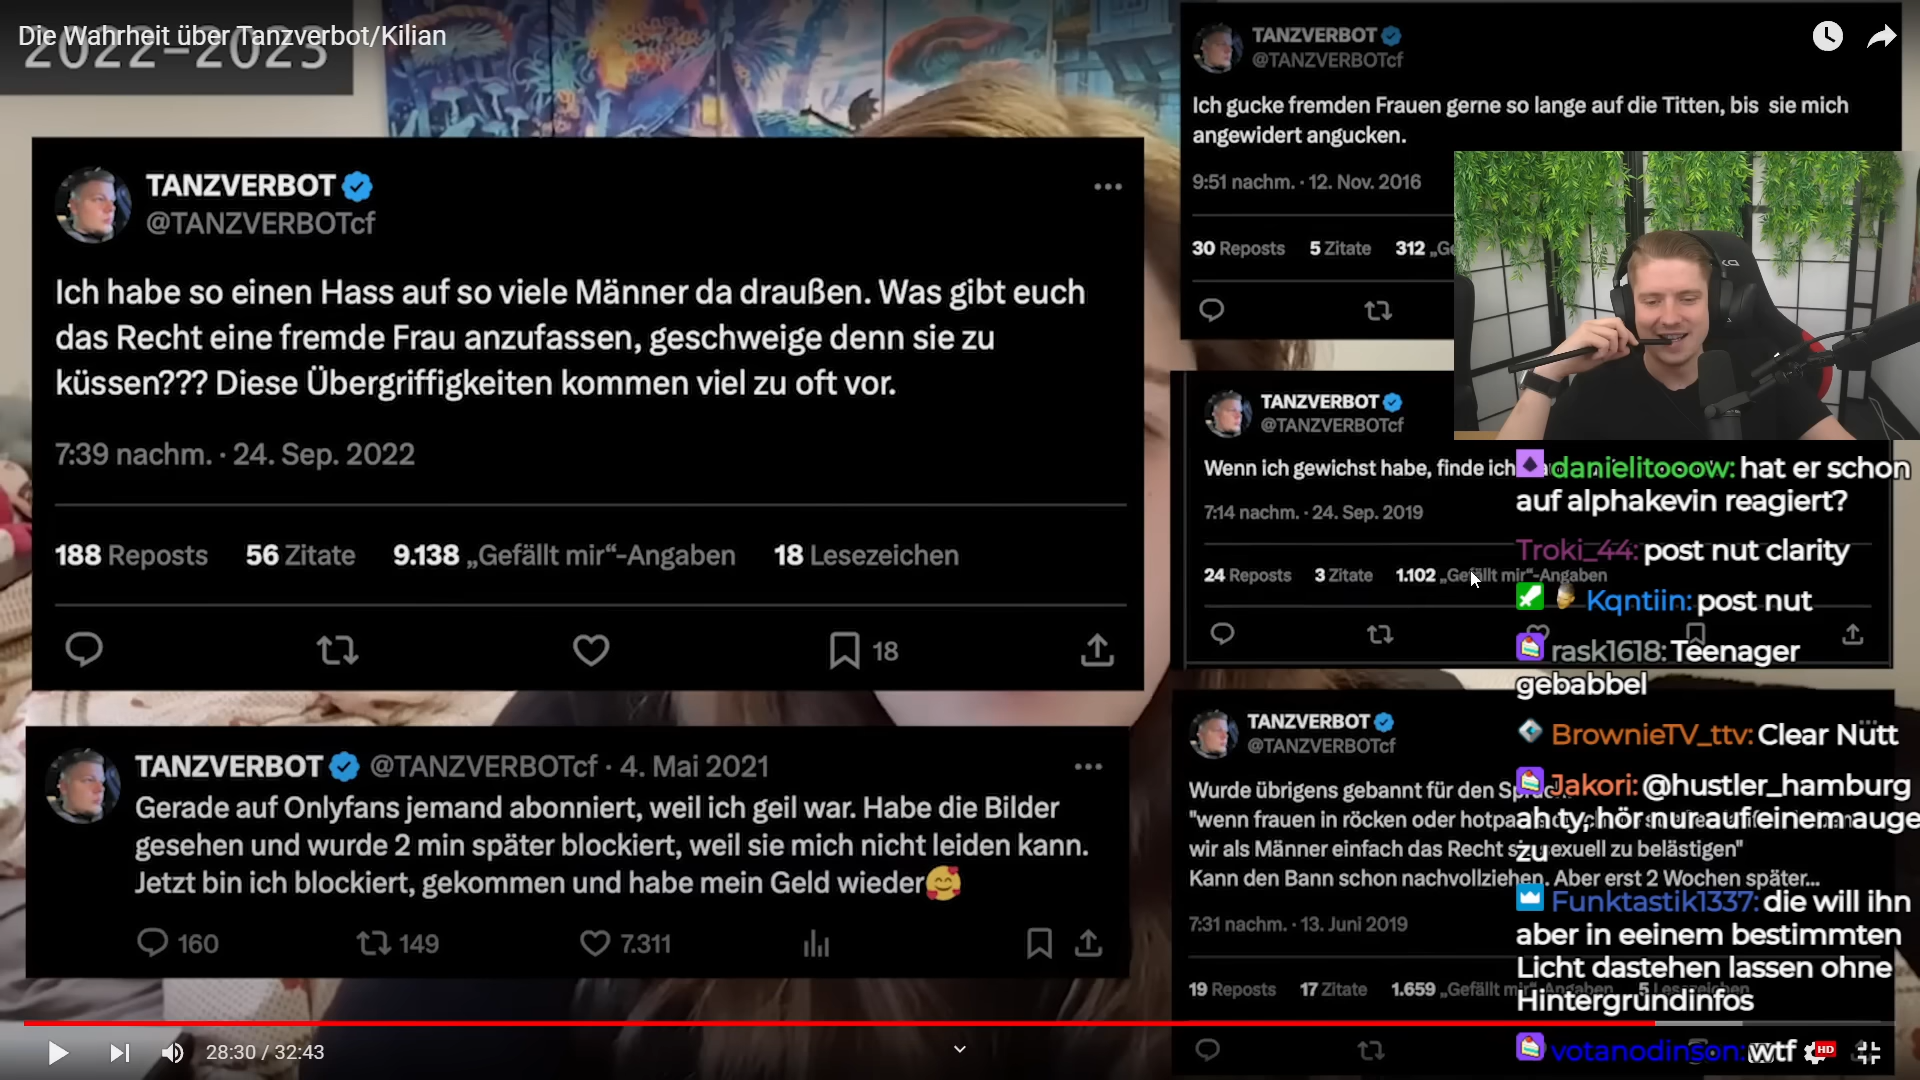 Die Wahrheit über Tanzverbot/Kilian
2022–2023
TANZVERBOT
@TANZVERBOTcf
Ich habe so einen Hass auf so viele Männer da draußen. Was gibt euch
das Recht eine fremde Frau anzufassen, geschweige denn sie zu
küssen??? Diese Übergriffigkeiten kommen viel zu oft vor.
7:39 nachm. · 24. Sep. 2022
188 Reposts 56 Zitate 9.138 „Gefällt mir“-Angaben 18 Lesezeichen
18
TANZVERBOT @TANZVERBOTcf · 4. Mai 2021
Gerade auf Onlyfans jemand abonniert, weil ich geil war. Habe die Bilder
gesehen und wurde 2 min später blockiert, weil sie mich nicht leiden kann.
Jetzt bin ich blockiert, gekommen und habe mein Geld wieder🥰
160 149 7.311
TANZVERBOT
@TANZVERBOTcf
Ich gucke fremden Frauen gerne so lange auf die Titten, bis sie mich
angewidert angucken.
9:51 nachm. · 12. Nov. 2016
30 Reposts 5 Zitate 312
TANZVERBOT
@TANZVERBOTcf
Wenn ich gewichst habe, finde ich
7:14 nachm. · 24. Sep. 2019
24 Reposts 3 Zitate 1.102 „Gefällt mir“-Angaben
TANZVERBOT
@TANZVERBOTcf
Wurde übrigens gebannt für den
"wenn frauen in röcken oder
wir als Männer einfach das Recht sie sexuell zu belästigen"
Kann den Bann schon nachvollziehen. Aber erst 2 Wochen später...
7:31 nachm. · 13. Juni 2019
19 Reposts 17 Zitate 1.659 „Gefällt mir“-Angaben 5 Lesezeichen
danielitooow: hat er schon
auf alphakevin reagiert?
Troki_44: post nut clarity
Kqntiin: post nut
rask1618: Teenager
gebabbel
BrownieTV_ttv: Clear Nütt
Jakori: @hustler_hamburg
ah ty, hör nur auf einem auge
zu
Funktastik1337: die will ihn
aber in eeinem bestimmten
Licht dastehen lassen ohne
Hintergrundinfos
votanodinson: wtf
28:30 / 32:43
HD